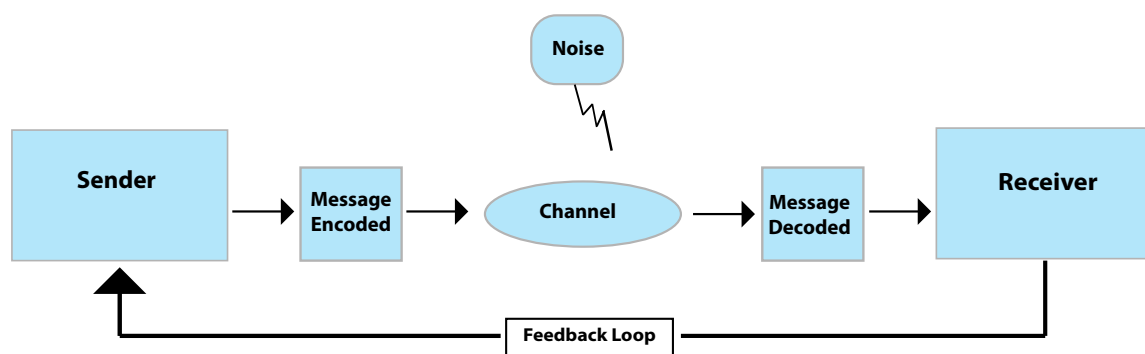 Noise
Sender
Message
Encoded
Channel
Message
Decoded
Receiver
Feedback Loop